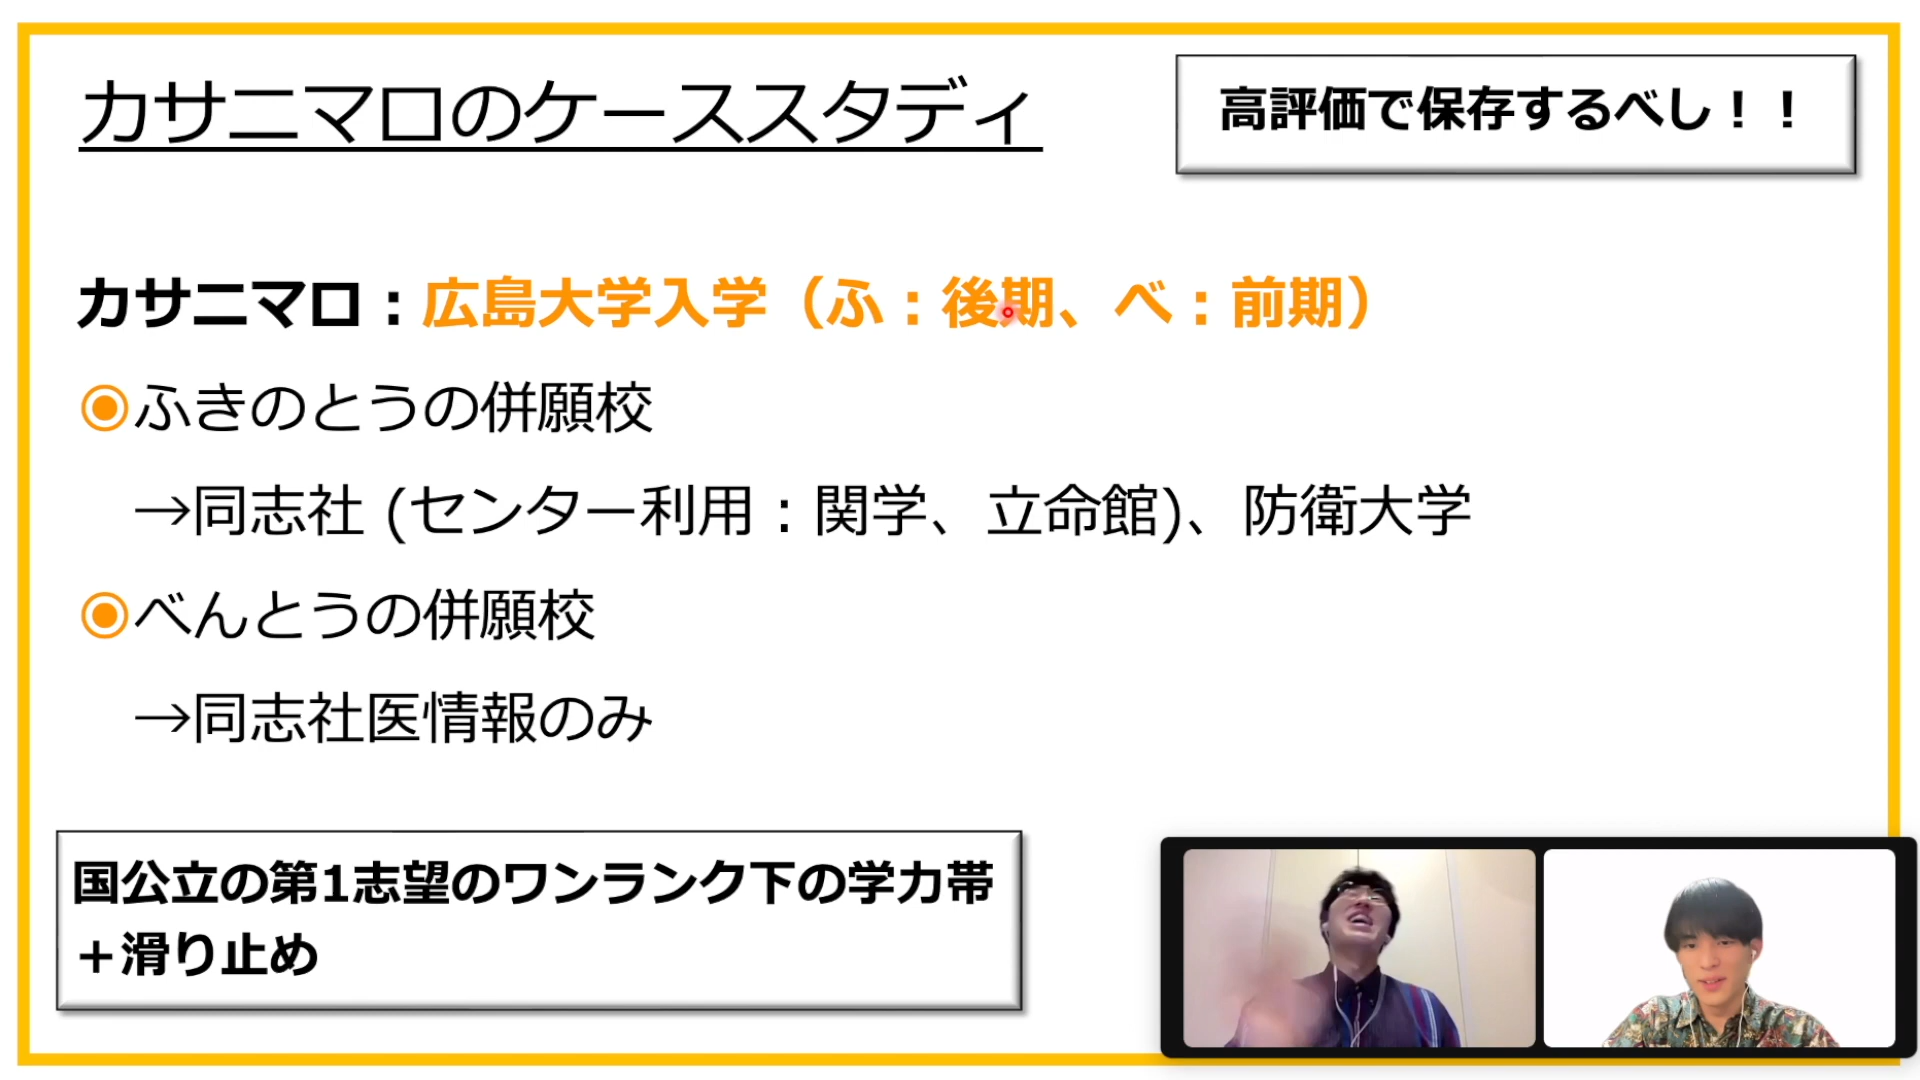 カサニマロのケーススタディ
高評価で保存するべし！！
カサニマロ：広島大学入学（ふ：後期、べ：前期）
◉ふきのとうの併願校
→同志社 (センター利用：関学、立命館)、防衛大学
◉べんとうの併願校
→同志社医情報のみ
国公立の第1志望のワンランク下の学力帯
＋滑り止め